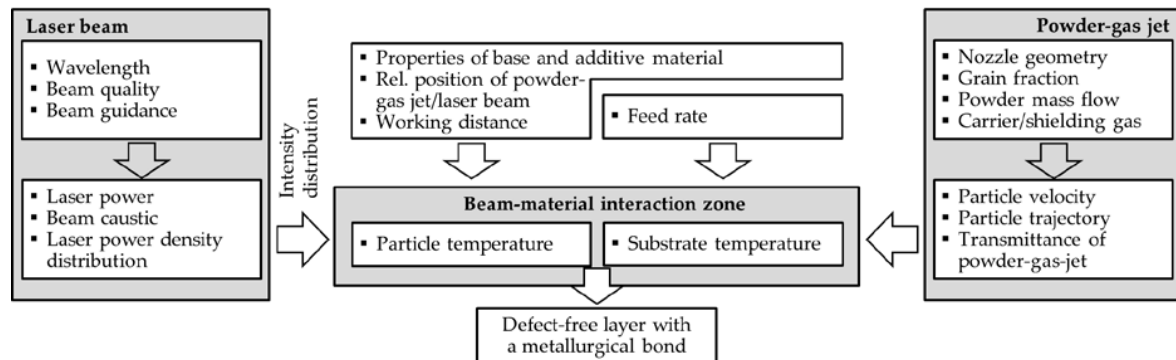 Laser beam
▪ Wavelength
▪ Beam quality
▪ Beam guidance
▪ Laser power
▪ Beam caustic
▪ Laser power density
distribution
Intensity
distribution
▪ Properties of base and additive material
▪ Rel. position of powder-
gas jet/laser beam
▪ Working distance
▪ Feed rate
Beam-material interaction zone
▪ Particle temperature
▪ Substrate temperature
Defect-free layer with
a metallurgical bond
Powder-gas jet
▪ Nozzle geometry
▪ Grain fraction
▪ Powder mass flow
▪ Carrier/shielding gas
▪ Particle velocity
▪ Particle trajectory
▪ Transmittance of
powder-gas-jet